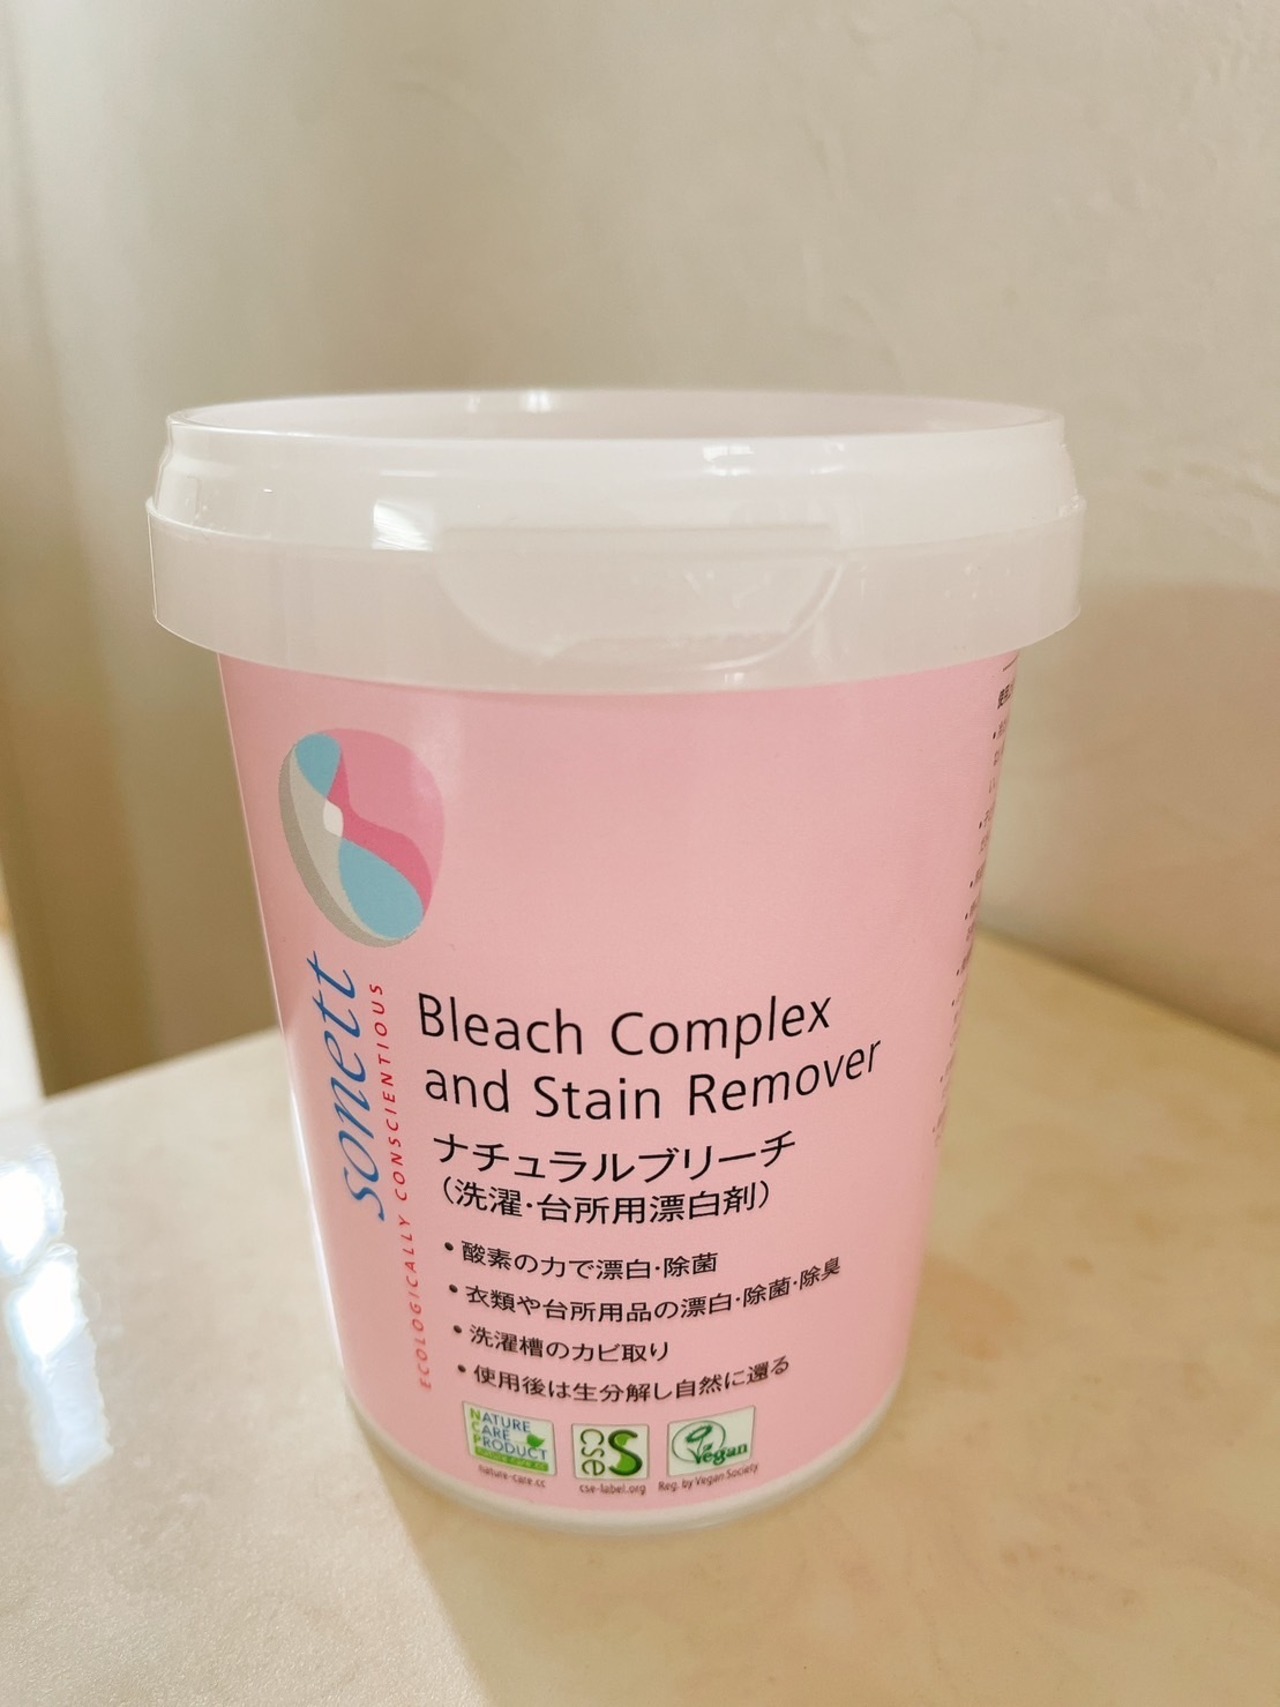 sonett
ECOLOGICALLY CONSCIENTIOUS
Bleach Complex
and Stain Remover
ナチュラルブリーチ
（洗濯・台所用漂白剤）
・酸素の力で漂白・除菌
・衣類や台所用品の漂白・除菌・除臭
・洗濯槽のカビ取り
・使用後は生分解し自然に還る
NATURE
CARE
PRODUCT
nature-care.cc
nature-care.cc
cse
cse-label.org
Vegan
Reg. by Vegan Society